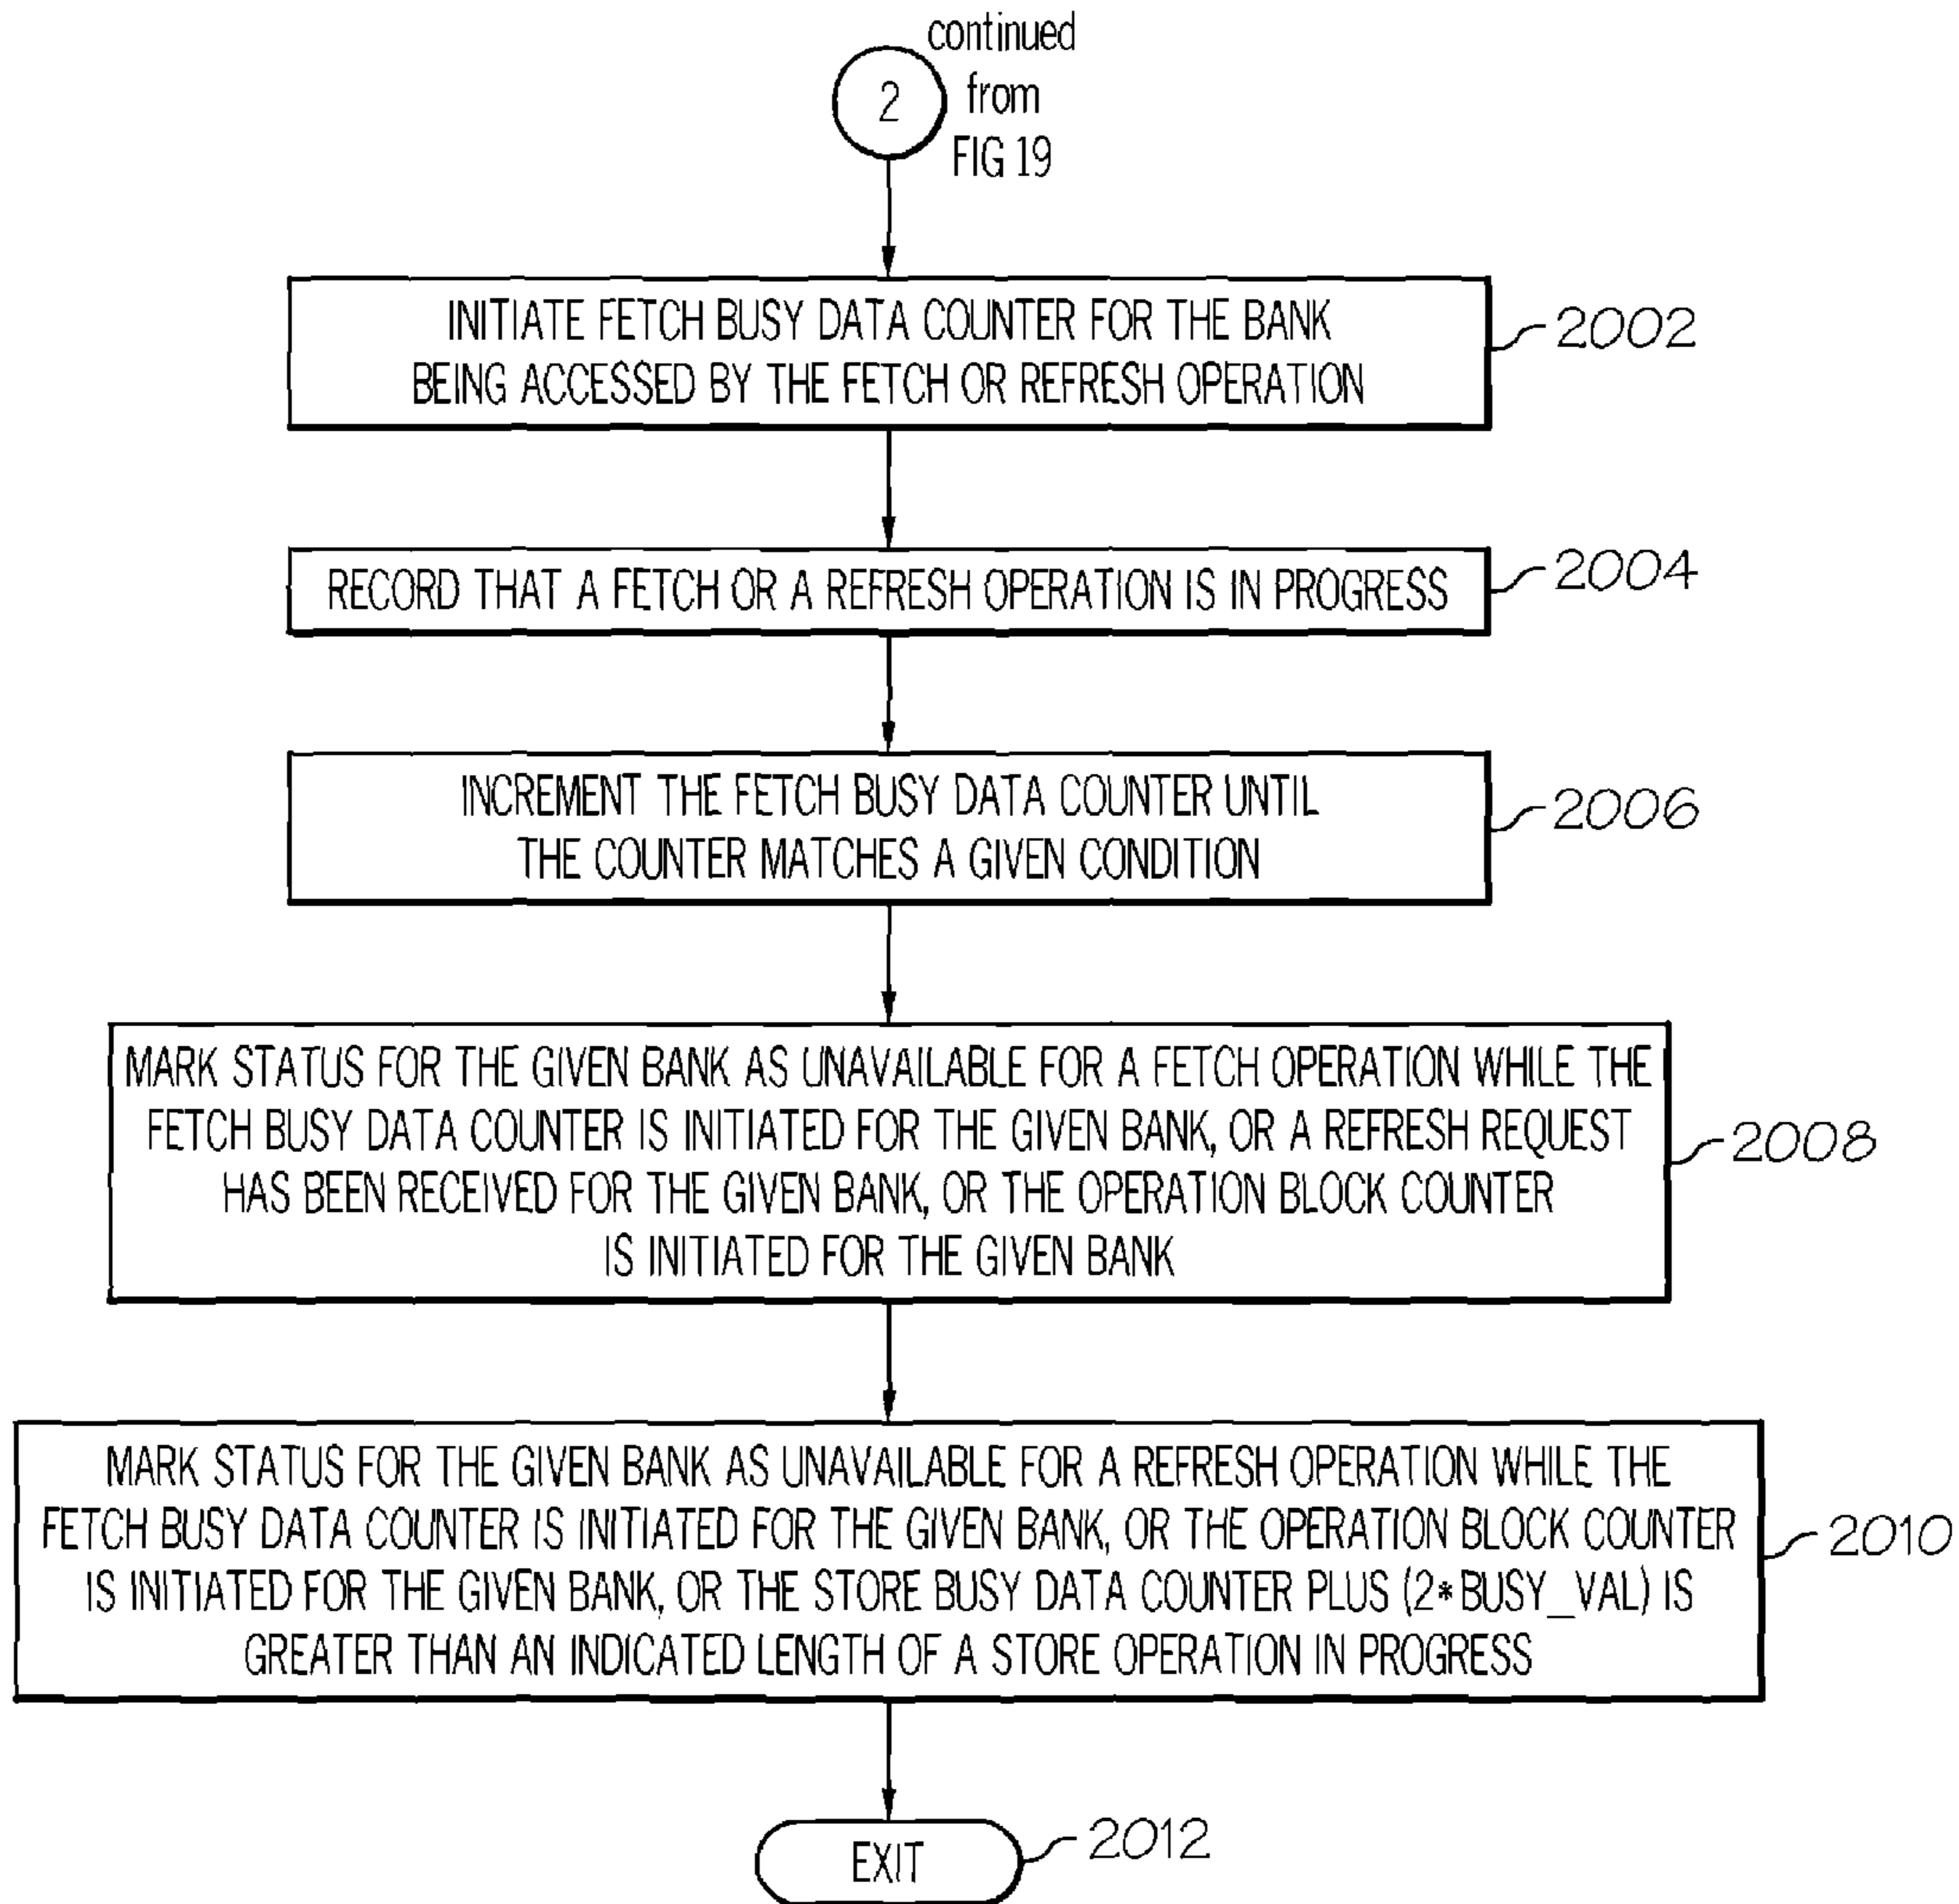 continued
from
FIG 19
2
INITIATE FETCH BUSY DATA COUNTER FOR THE BANK
BEING ACCESSED BY THE FETCH OR REFRESH OPERATION
2002
RECORD THAT A FETCH OR A REFRESH OPERATION IS IN PROGRESS
2004
INCREMENT THE FETCH BUSY DATA COUNTER UNTIL
THE COUNTER MATCHES A GIVEN CONDITION
2006
MARK STATUS FOR THE GIVEN BANK AS UNAVAILABLE FOR A FETCH OPERATION WHILE THE
FETCH BUSY DATA COUNTER IS INITIATED FOR THE GIVEN BANK, OR A REFRESH REQUEST
HAS BEEN RECEIVED FOR THE GIVEN BANK, OR THE OPERATION BLOCK COUNTER
IS INITIATED FOR THE GIVEN BANK
2008
MARK STATUS FOR THE GIVEN BANK AS UNAVAILABLE FOR A REFRESH OPERATION WHILE THE
FETCH BUSY DATA COUNTER IS INITIATED FOR THE GIVEN BANK, OR THE OPERATION BLOCK COUNTER
IS INITIATED FOR THE GIVEN BANK, OR THE STORE BUSY DATA COUNTER PLUS (2*BUSY_VAL) IS
GREATER THAN AN INDICATED LENGTH OF A STORE OPERATION IN PROGRESS
2010
EXIT
2012